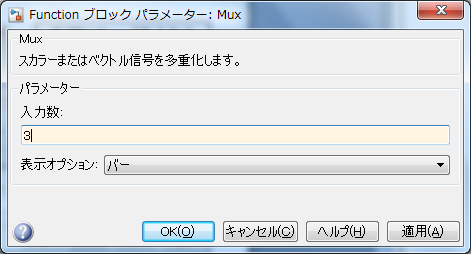 Function ブロック パラメーター: Mux
Mux
スカラーまたはベクトル信号を多重化します。
パラメーター
入力数:
3
表示オプション: バー
OK(O) キャンセル(C) ヘルプ(H) 適用(A)